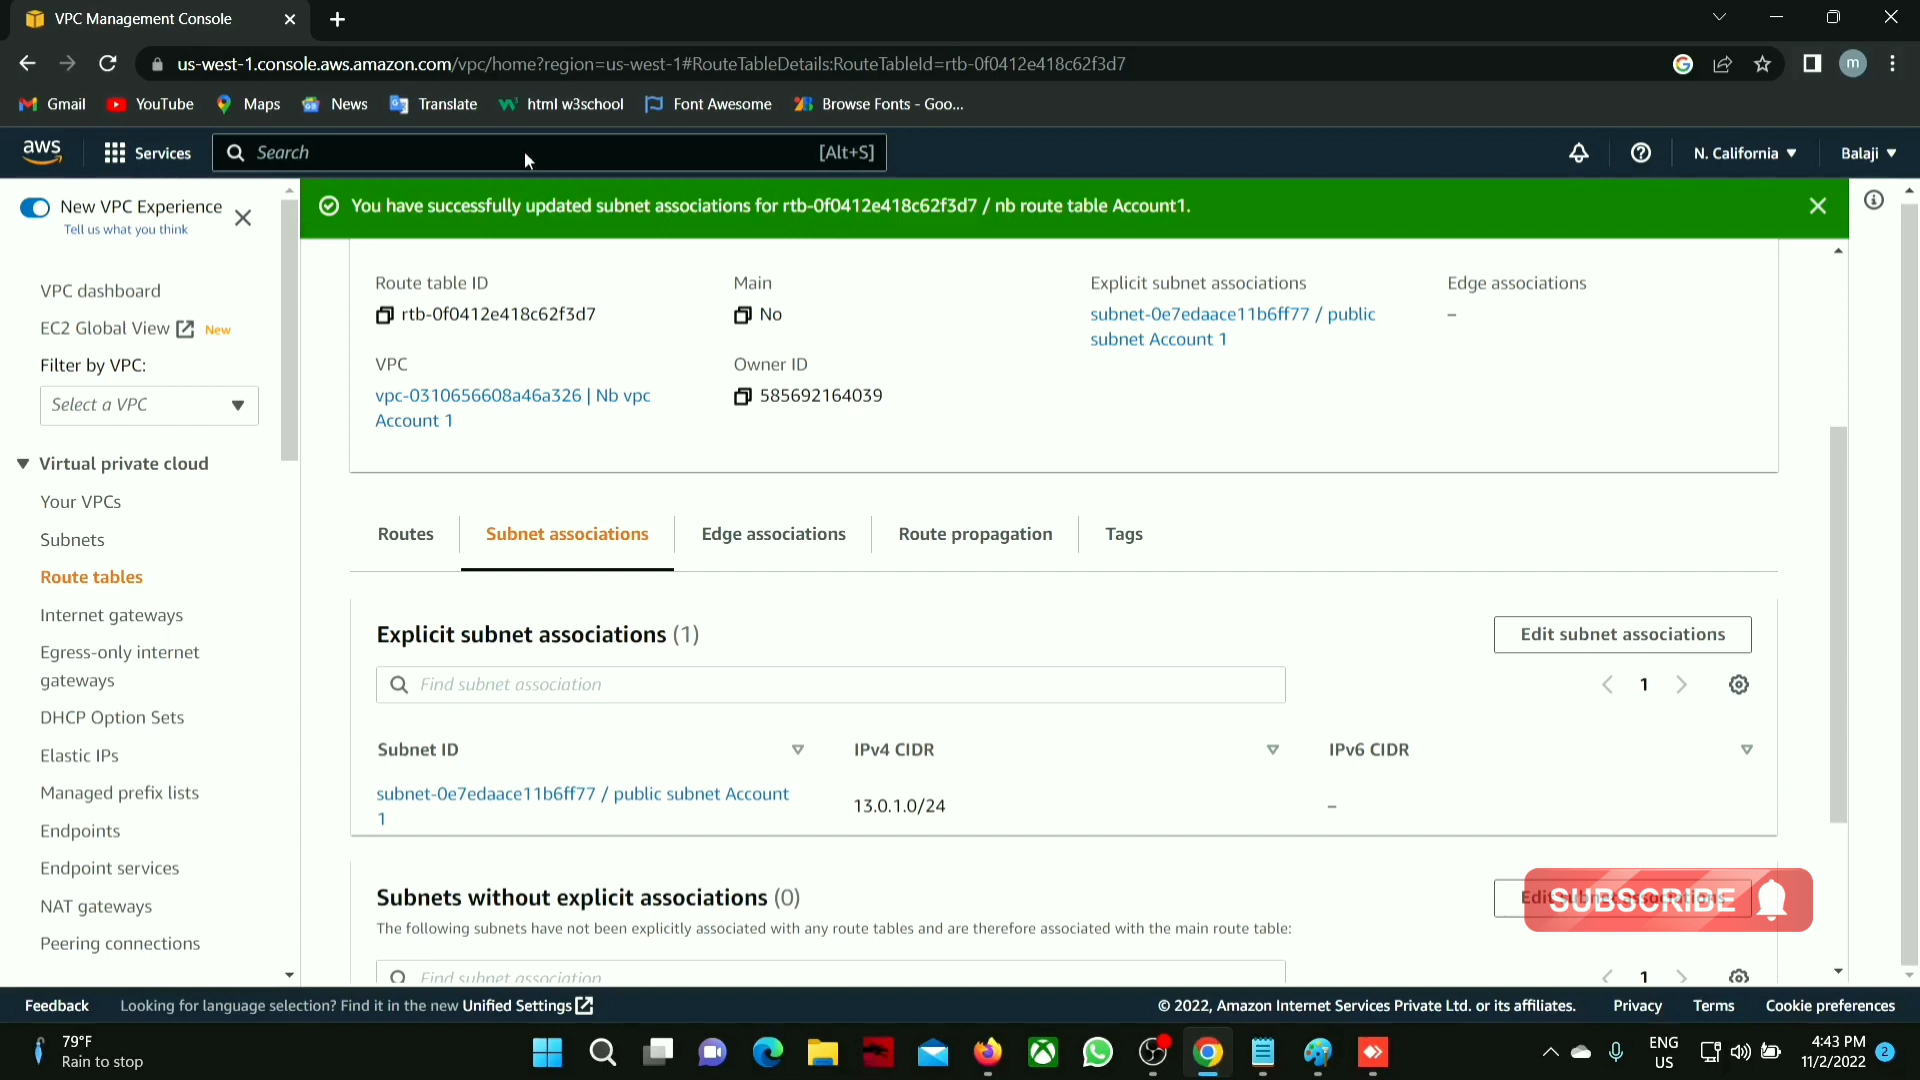 VPC Management Console
us-west-1.console.aws.amazon.com/vpc/home?region=us-west-1#RouteTableDetails:RouteTableId=rtb-0f0412e418c62f3d7
m
Gmail YouTube Maps News Translate html w3school Font Awesome Browse Fonts - Goo...
aws Services Search [Alt+S] N. California Balaji
New VPC Experience
Tell us what you think
You have successfully updated subnet associations for rtb-0f0412e418c62f3d7 / nb route table Account1.
VPC dashboard
EC2 Global View New
Filter by VPC:
Select a VPC
Virtual private cloud
Your VPCs
Subnets
Route tables
Internet gateways
Egress-only internet
gateways
DHCP Option Sets
Elastic IPs
Managed prefix lists
Endpoints
Endpoint services
NAT gateways
Peering connections
Route table ID
rtb-0f0412e418c62f3d7
Main
No
Explicit subnet associations
subnet-0e7edaace11b6ff77 / public
subnet Account 1
Edge associations
–
VPC
vpc-0310656608a46a326 | Nb vpc
Account 1
Owner ID
585692164039
Routes Subnet associations Edge associations Route propagation Tags
Explicit subnet associations (1)
Edit subnet associations
Find subnet association
1
Subnet ID IPv4 CIDR IPv6 CIDR
subnet-0e7edaace11b6ff77 / public subnet Account
1
13.0.1.0/24
–
Subnets without explicit associations (0)
Edit subnet associations
SUBSCRIBE
The following subnets have not been explicitly associated with any route tables and are therefore associated with the main route table:
Find subnet association
1
Feedback Looking for language selection? Find it in the new Unified Settings
© 2022, Amazon Internet Services Private Ltd. or its affiliates. Privacy Terms Cookie preferences
79°F
Rain to stop
ENG
US
4:43 PM
11/2/2022
2